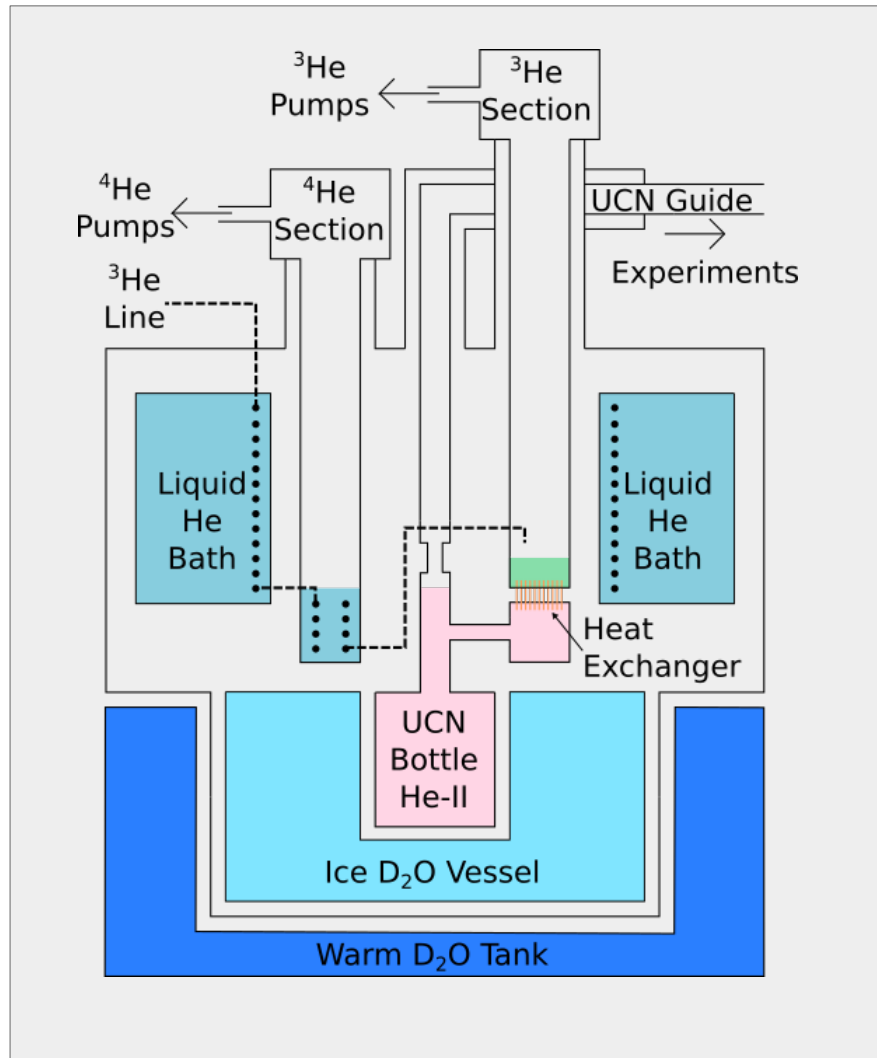 ³He
Pumps
³He
Section
⁴He
Pumps
⁴He
Section
UCN Guide
Experiments
³He
Line
Liquid
He
Bath
Liquid
He
Bath
Heat
Exchanger
UCN
Bottle
He-II
Ice D₂O Vessel
Warm D₂O Tank